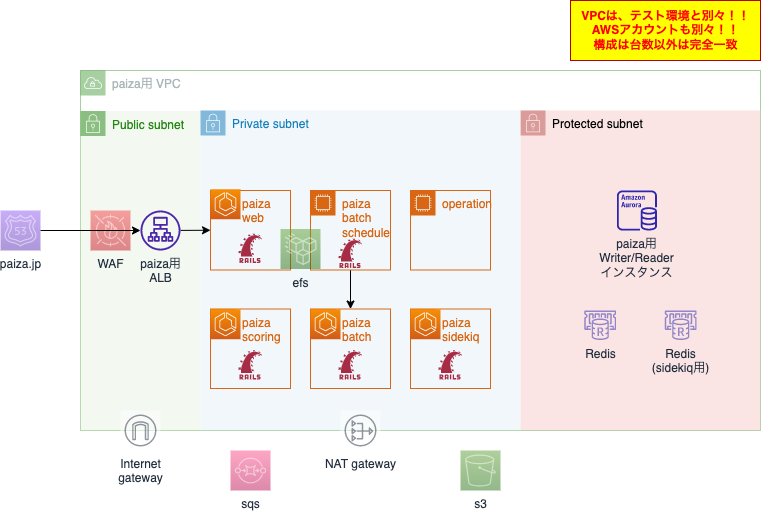 VPCは、テスト環境と別々！！
AWSアカウントも別々！！
構成は台数以外は完全一致
paiza用 VPC
Public subnet
Private subnet
Protected subnet
53
paiza.jp
WAF
paiza用
ALB
paiza
web
RAILS
efs
paiza
batch
schedule
RAILS
operation
paiza
scoring
RAILS
paiza
batch
RAILS
paiza
sidekiq
RAILS
Amazon
Aurora
paiza用
Writer/Reader
インスタンス
R
Redis
R
Redis
(sidekiq用)
Internet
gateway
NAT gateway
sqs
s3